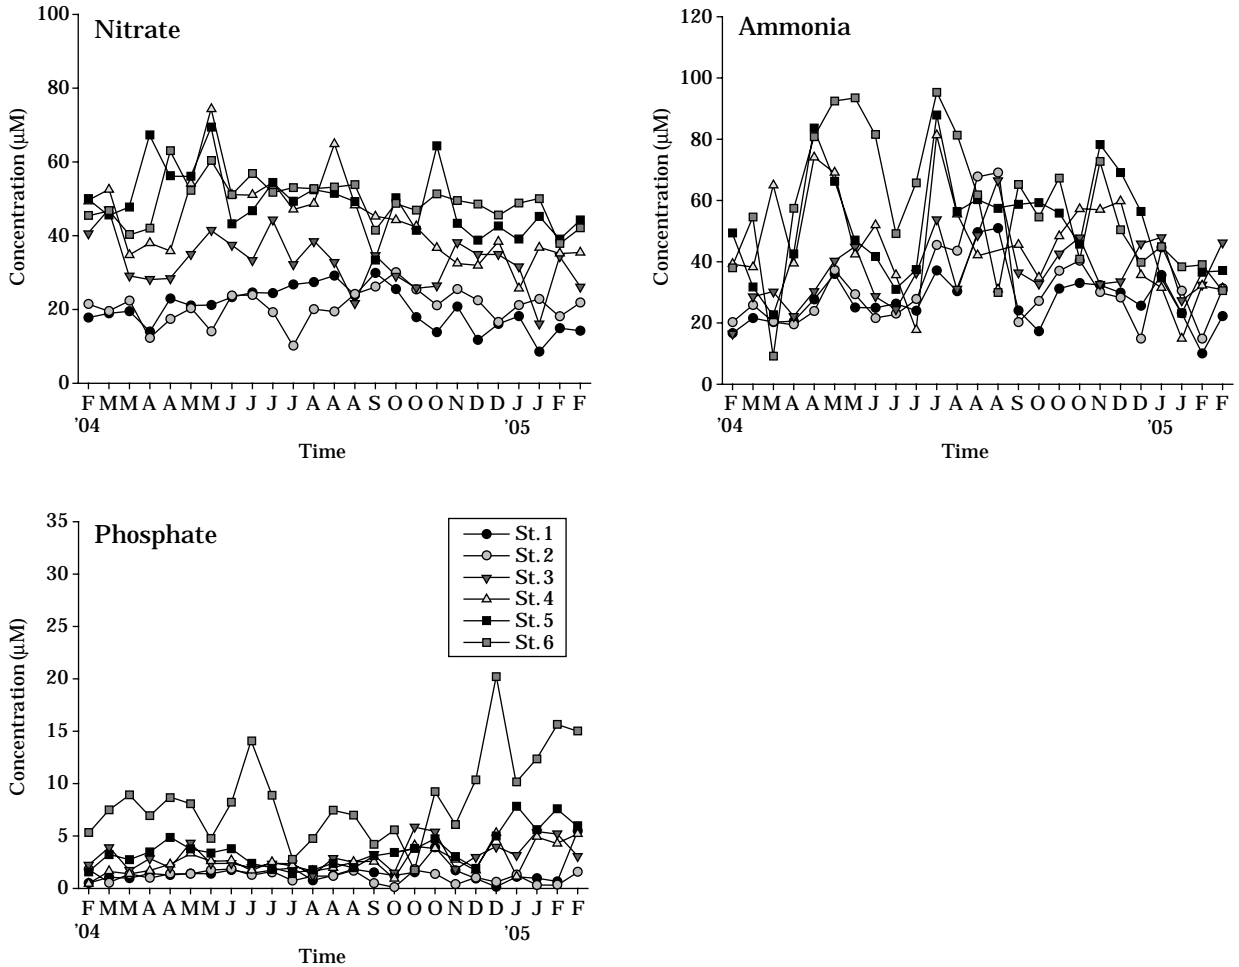 Nitrate
Concentration (µM)
100
80
60
40
20
0
F M M A A M M J J J J A A A S O O O N D D J J F F
'04 '05
Time
Ammonia
Concentration (µM)
120
100
80
60
40
20
0
F M M A A M M J J J J A A A S O O O N D D J J F F
'04 '05
Time
Phosphate
Concentration (µM)
35
30
25
20
15
10
5
0
F M M A A M M J J J J A A A S O O O N D D J J F F
'04 '05
Time
St. 1
St. 2
St. 3
St. 4
St. 5
St. 6